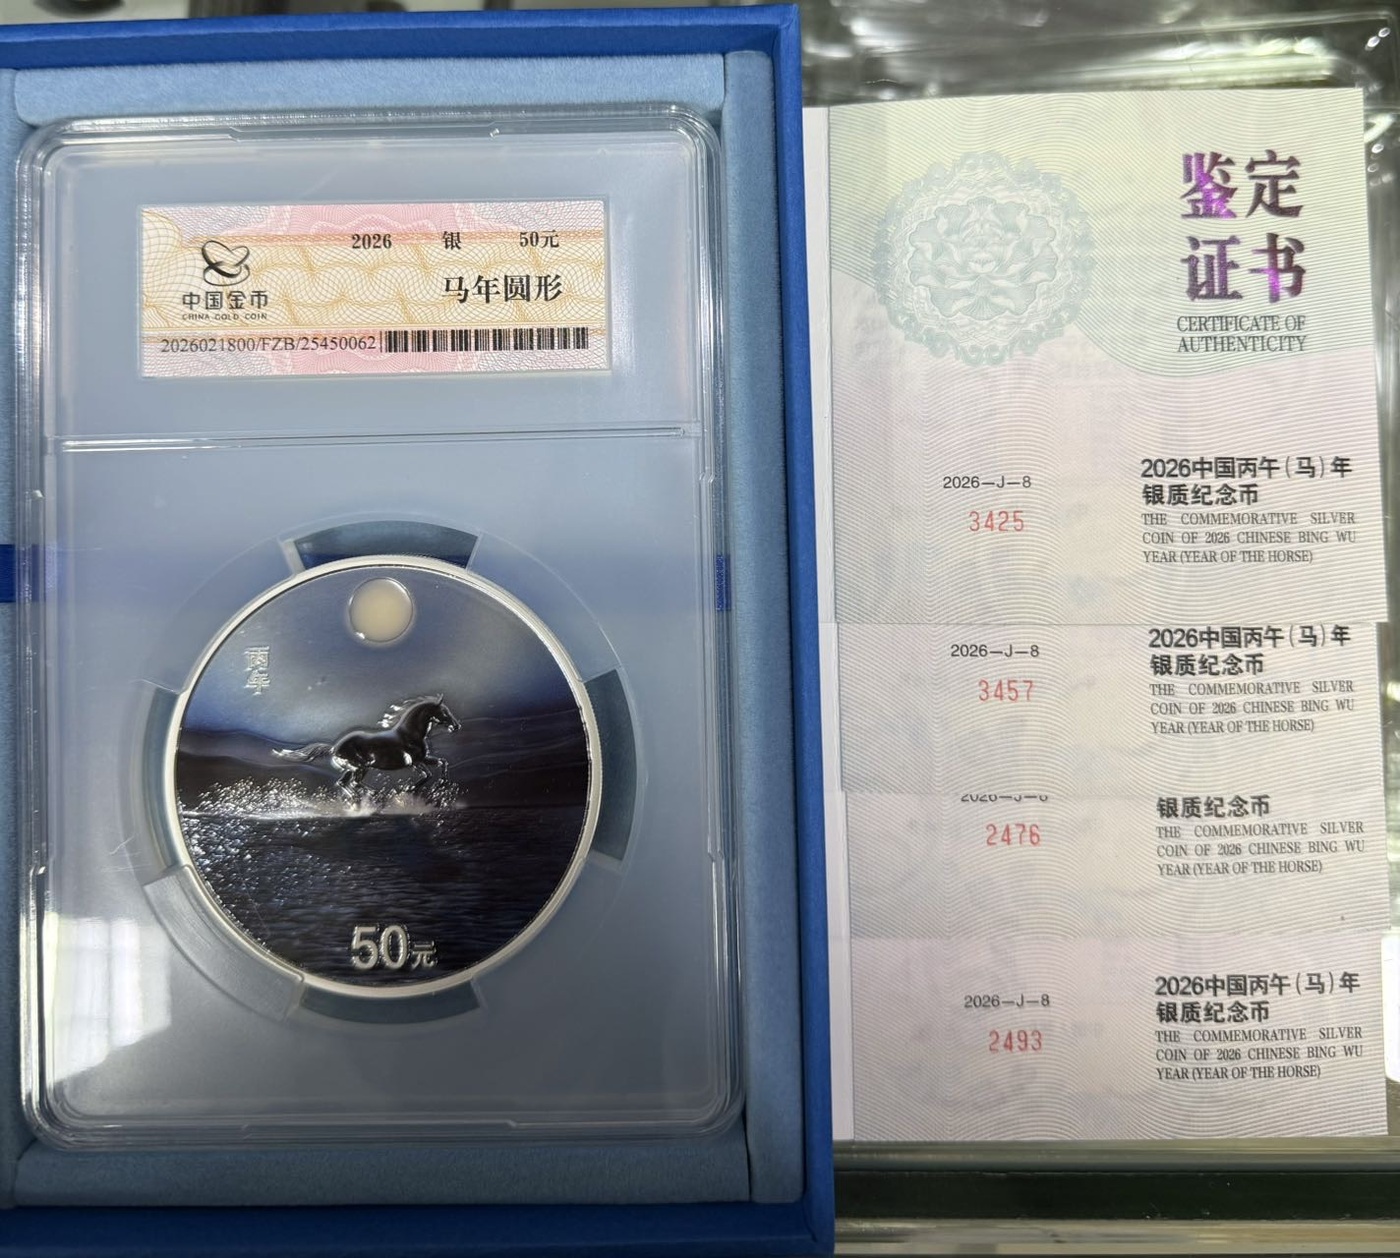 2026 银 50元
马年圆形
中国金币
CHINA GOLD COIN
2026021800/FZB/25450062
丙午年
50元
鉴定
证书
CERTIFICATE OF
AUTHENTICITY
2026-J-8
3425
2026中国丙午(马)年
银质纪念币
THE COMMEMORATIVE SILVER
COIN OF 2026 CHINESE BING WU
YEAR (YEAR OF THE HORSE)
2026-J-8
3457
2026中国丙午(马)年
银质纪念币
THE COMMEMORATIVE SILVER
COIN OF 2026 CHINESE BING WU
YEAR (YEAR OF THE HORSE)
2026-J-8
2476
银质纪念币
THE COMMEMORATIVE SILVER
COIN OF 2026 CHINESE BING WU
YEAR (YEAR OF THE HORSE)
2026-J-8
2493
2026中国丙午(马)年
银质纪念币
THE COMMEMORATIVE SILVER
COIN OF 2026 CHINESE BING WU
YEAR (YEAR OF THE HORSE)